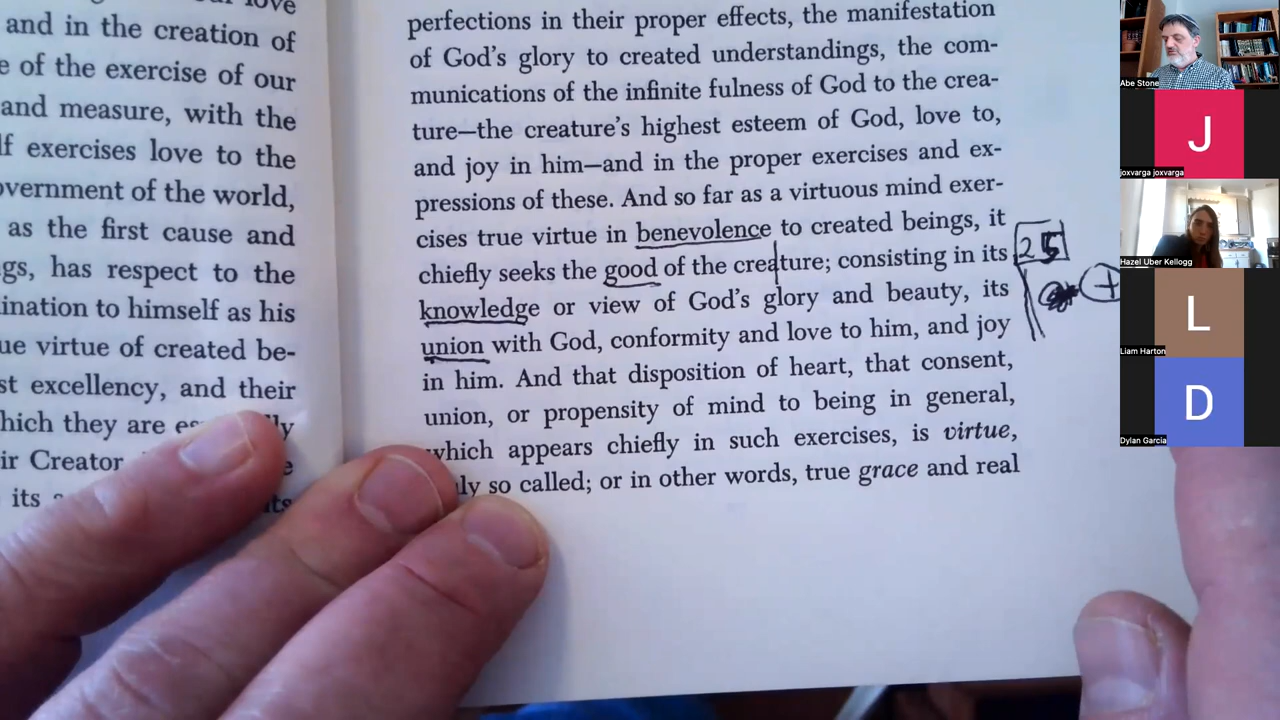 ve
and in the creation of
e of the exercise of our
and measure, with the
lf exercises love to the
overnment of the world,
as the first cause and
gs, has respect to the
ination to himself as his
ue virtue of created be-
st excellency, and their
hich they are
ir Creator
its
perfections in their proper effects, the manifestation
of God's glory to created understandings, the com-
munications of the infinite fulness of God to the crea-
ture—the creature's highest esteem of God, love to,
and joy in him—and in the proper exercises and ex-
pressions of these. And so far as a virtuous mind exer-
cises true virtue in benevolence to created beings, it
chiefly seeks the good of the creature; consisting in its
knowledge or view of God's glory and beauty, its
union with God, conformity and love to him, and joy
in him. And that disposition of heart, that consent,
union, or propensity of mind to being in general,
which appears chiefly in such exercises, is virtue,
ly so called; or in other words, true grace and real
25
+
Abe Stone
J
joxvarga joxvarga
Hazel Uber Kellogg
L
Liam Harton
D
Dylan Garcia